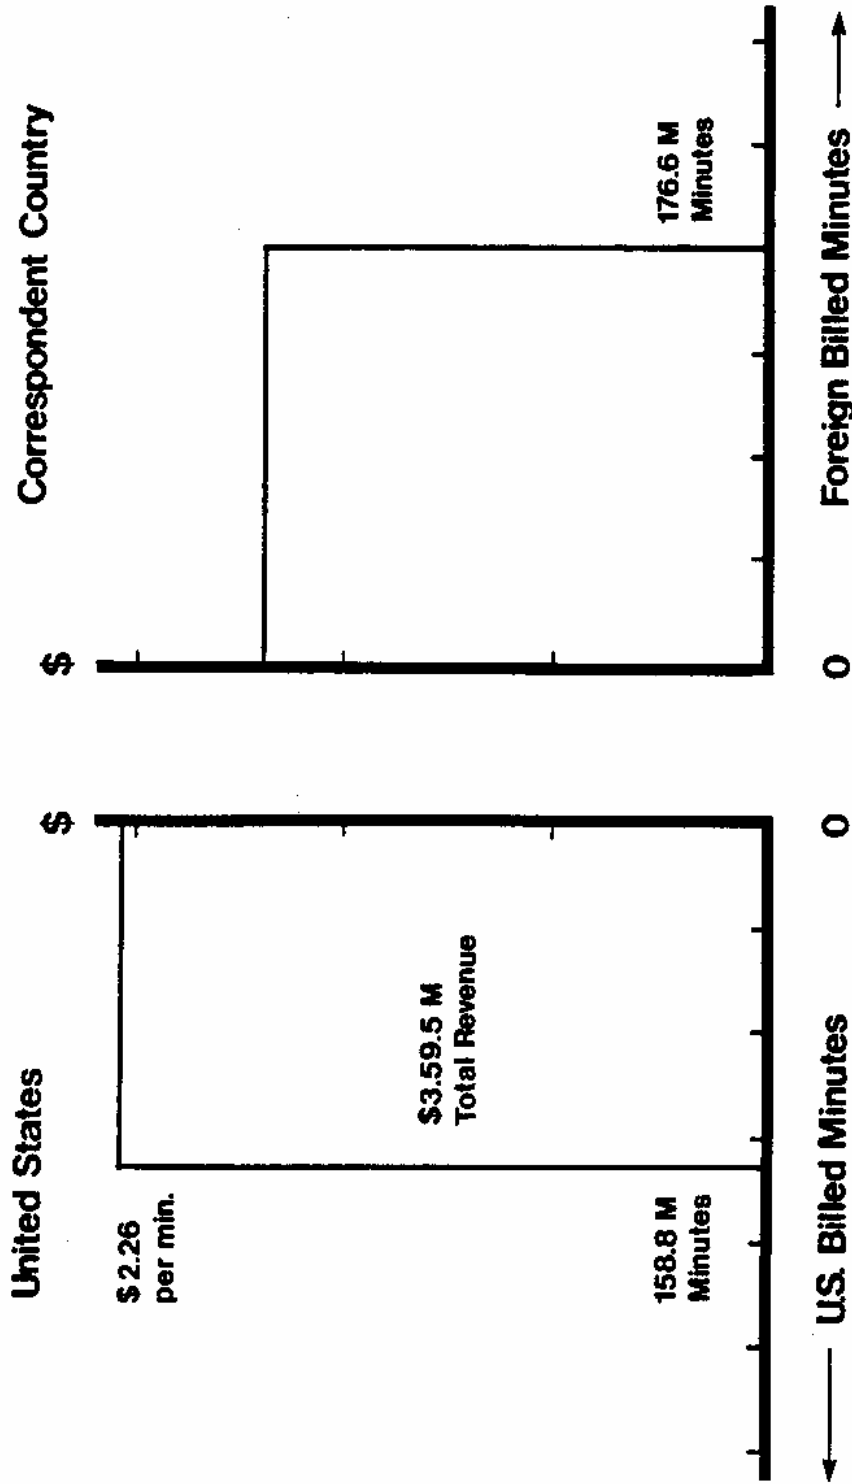 United States
Correspondent Country
$
$
$2.26
per min.
$3.59.5 M
Total Revenue
158.8 M
Minutes
176.6 M
Minutes
U.S. Billed Minutes
0
0
Foreign Billed Minutes